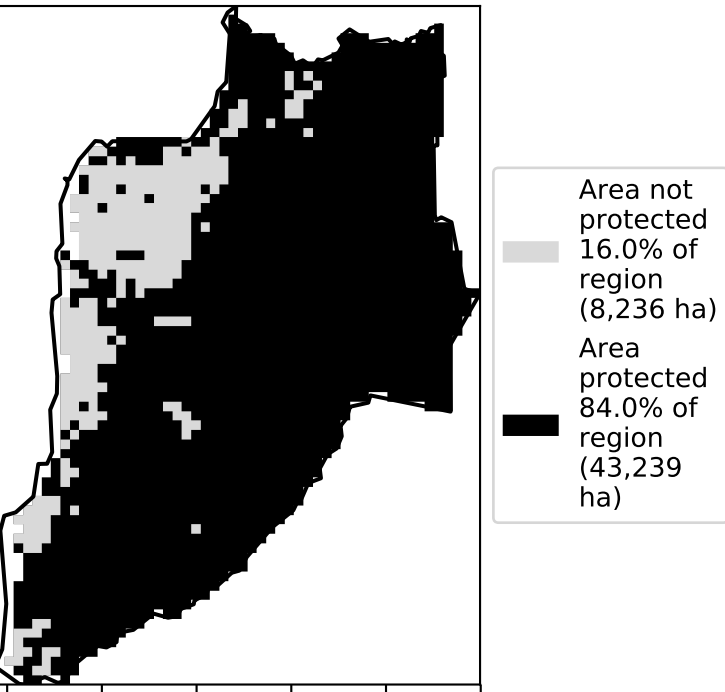 Area not
protected
16.0% of
region
(8,236 ha)
Area
protected
84.0% of
region
(43,239
ha)